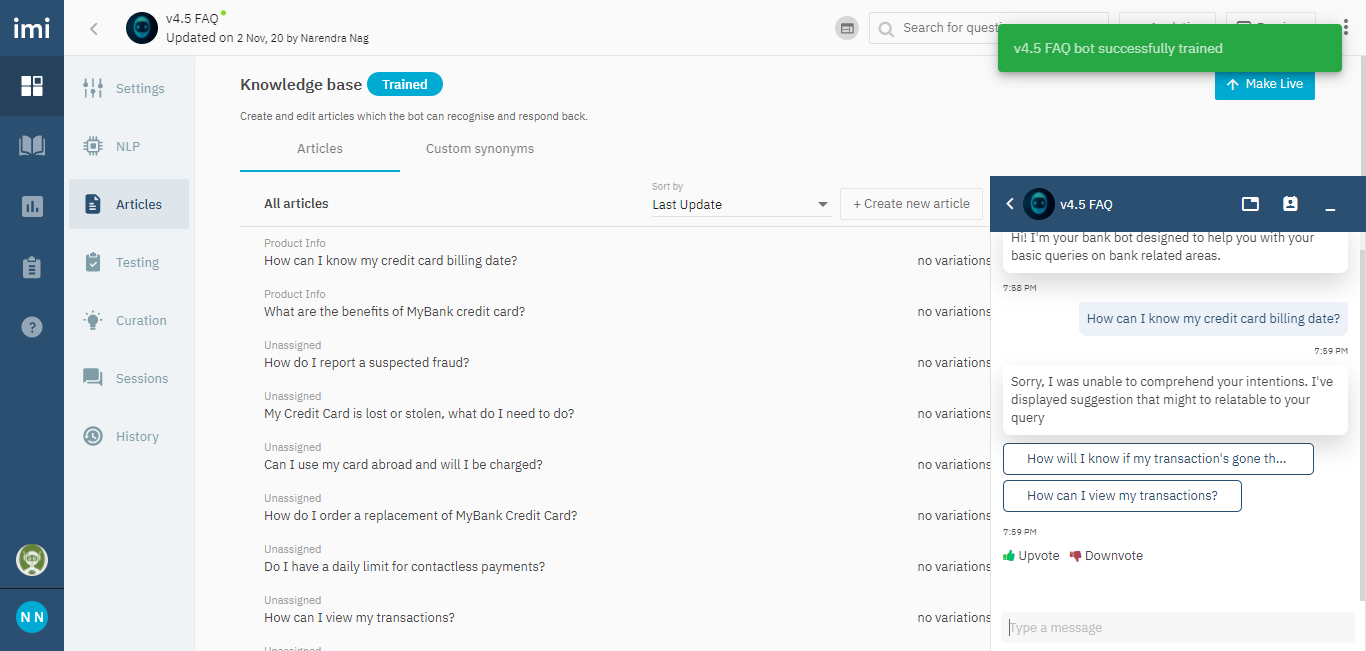 imi
v4.5 FAQ
Updated on 2 Nov, 20 by Narendra Nag
Search for quest
v4.5 FAQ bot successfully trained
Settings
NLP
Articles
Testing
Curation
Sessions
History
N N
Knowledge base
Trained
Make Live
Create and edit articles which the bot can recognise and respond back.
Articles
Custom synonyms
All articles
Sort by
Last Update
+ Create new article
Product Info
How can I know my credit card billing date?
no variations
Product Info
What are the benefits of MyBank credit card?
no variations
Unassigned
How do I report a suspected fraud?
no variations
Unassigned
My Credit Card is lost or stolen, what do I need to do?
no variations
Unassigned
Can I use my card abroad and will I be charged?
no variations
Unassigned
How do I order a replacement of MyBank Credit Card?
no variations
Unassigned
Do I have a daily limit for contactless payments?
no variations
Unassigned
How can I view my transactions?
no variations
v4.5 FAQ
Hi! I'm your bank bot designed to help you with your
basic queries on bank related areas.
7:58 PM
How can I know my credit card billing date?
7:59 PM
Sorry, I was unable to comprehend your intentions. I've
displayed suggestion that might to relatable to your
query
How will I know if my transaction's gone th...
How can I view my transactions?
7:59 PM
Upvote
Downvote
Type a message